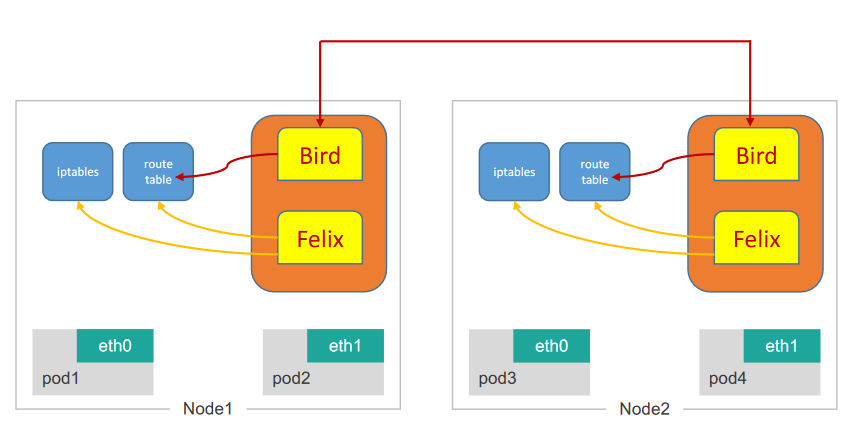 Bird
iptables
route
table
Felix
eth0
pod1
eth1
pod2
Node1
Bird
iptables
route
table
Felix
eth0
pod3
eth1
pod4
Node2